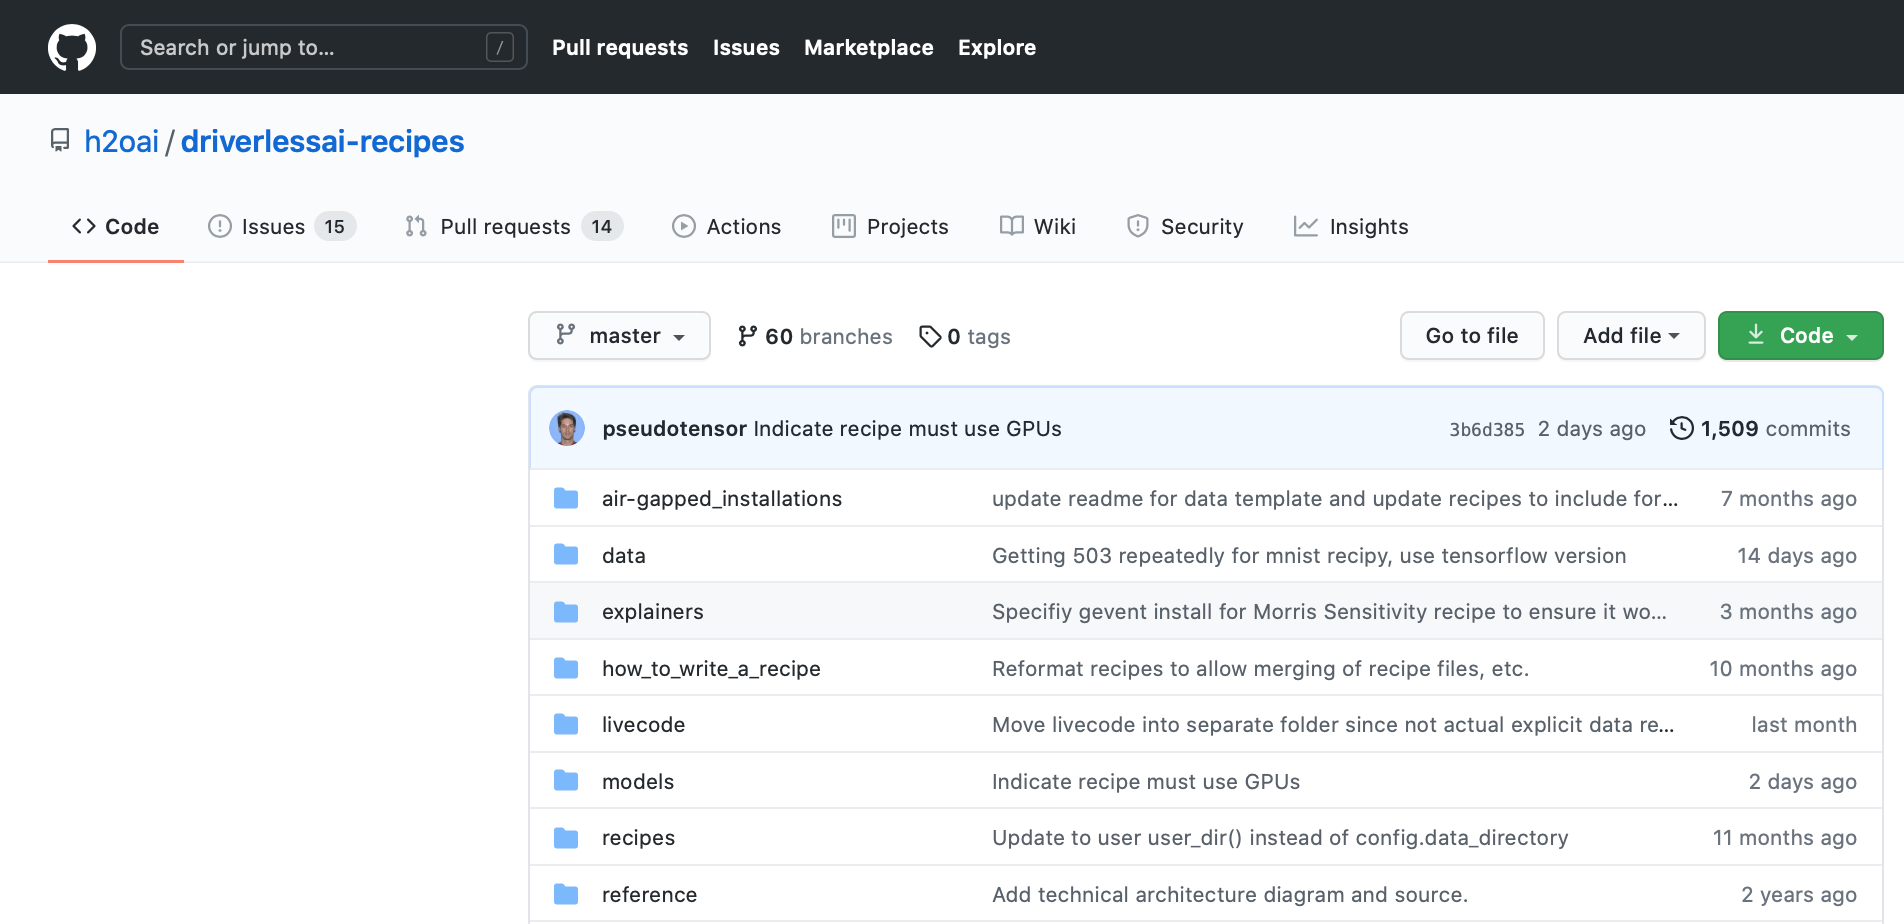 Search or jump to... /
Pull requests Issues Marketplace Explore
h2oai / driverlessai-recipes
Code Issues 15 Pull requests 14 Actions Projects Wiki Security Insights
master 60 branches 0 tags Go to file Add file Code
pseudotensor Indicate recipe must use GPUs 3b6d385 2 days ago 1,509 commits
air-gapped_installations update readme for data template and update recipes to include for... 7 months ago
data Getting 503 repeatedly for mnist recipy, use tensorflow version 14 days ago
explainers Specifiy gevent install for Morris Sensitivity recipe to ensure it wo... 3 months ago
how_to_write_a_recipe Reformat recipes to allow merging of recipe files, etc. 10 months ago
livecode Move livecode into separate folder since not actual explicit data re... last month
models Indicate recipe must use GPUs 2 days ago
recipes Update to user user_dir() instead of config.data_directory 11 months ago
reference Add technical architecture diagram and source. 2 years ago